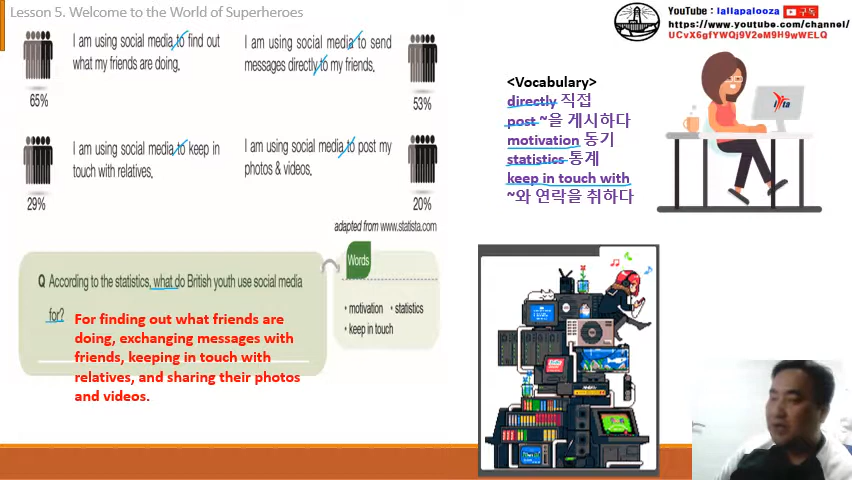 Lesson 5. Welcome to the World of Superheroes
I am using social media to find out
what my friends are doing.
65%
I am using social media to send
messages directly to my friends.
53%
I am using social media to keep in
touch with relatives.
29%
I am using social media to post my
photos & videos.
20%
adapted from www.statista.com
Q According to the statistics, what do British youth use social media
for?
For finding out what friends are
doing, exchanging messages with
friends, keeping in touch with
relatives, and sharing their photos
and videos.
Words
• motivation • statistics
• keep in touch
YouTube : lallapalooza 구독
https://www.youtube.com/channel/
UCvX6gfYWQj9V2eM9H9wWELQ
<Vocabulary>
directly 직접
post ~을 게시하다
motivation 동기
statistics 통계
keep in touch with
~와 연락을 취하다